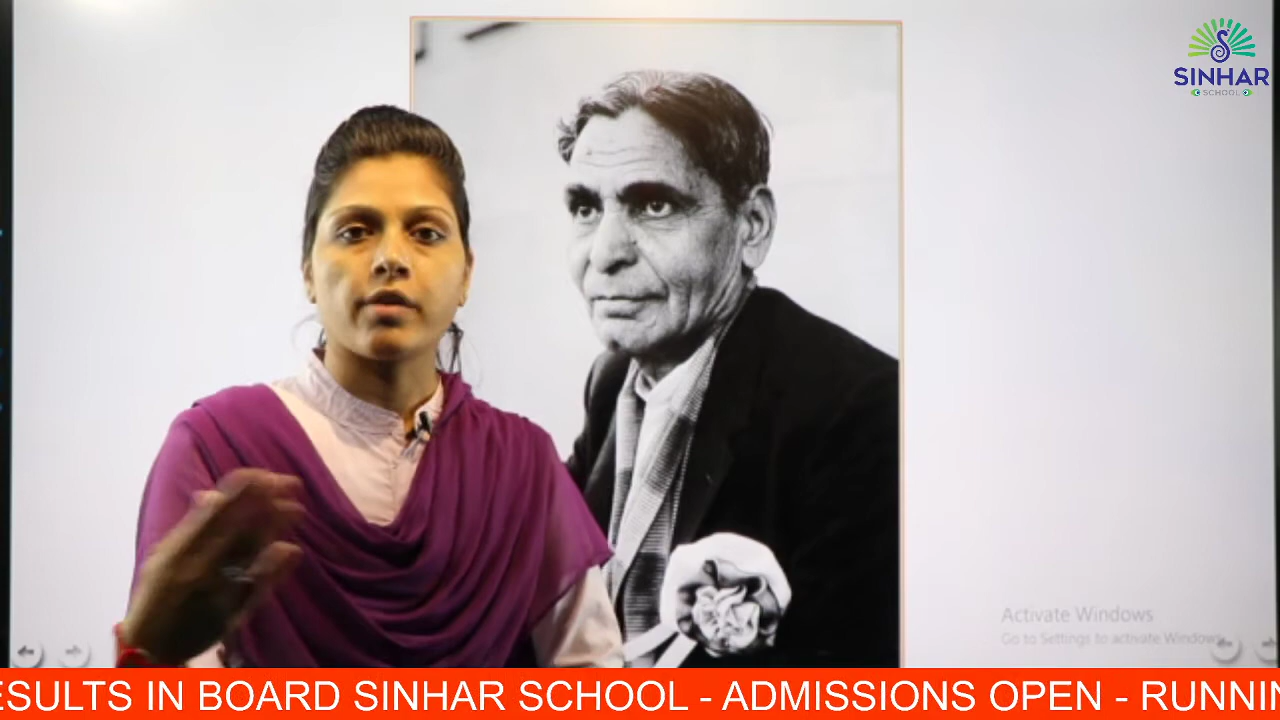 SINHAR
SCHOOL
Activate Windows
Go to Settings to activate Windows.
ESULTS IN BOARD SINHAR SCHOOL - ADMISSIONS OPEN - RUNNIN